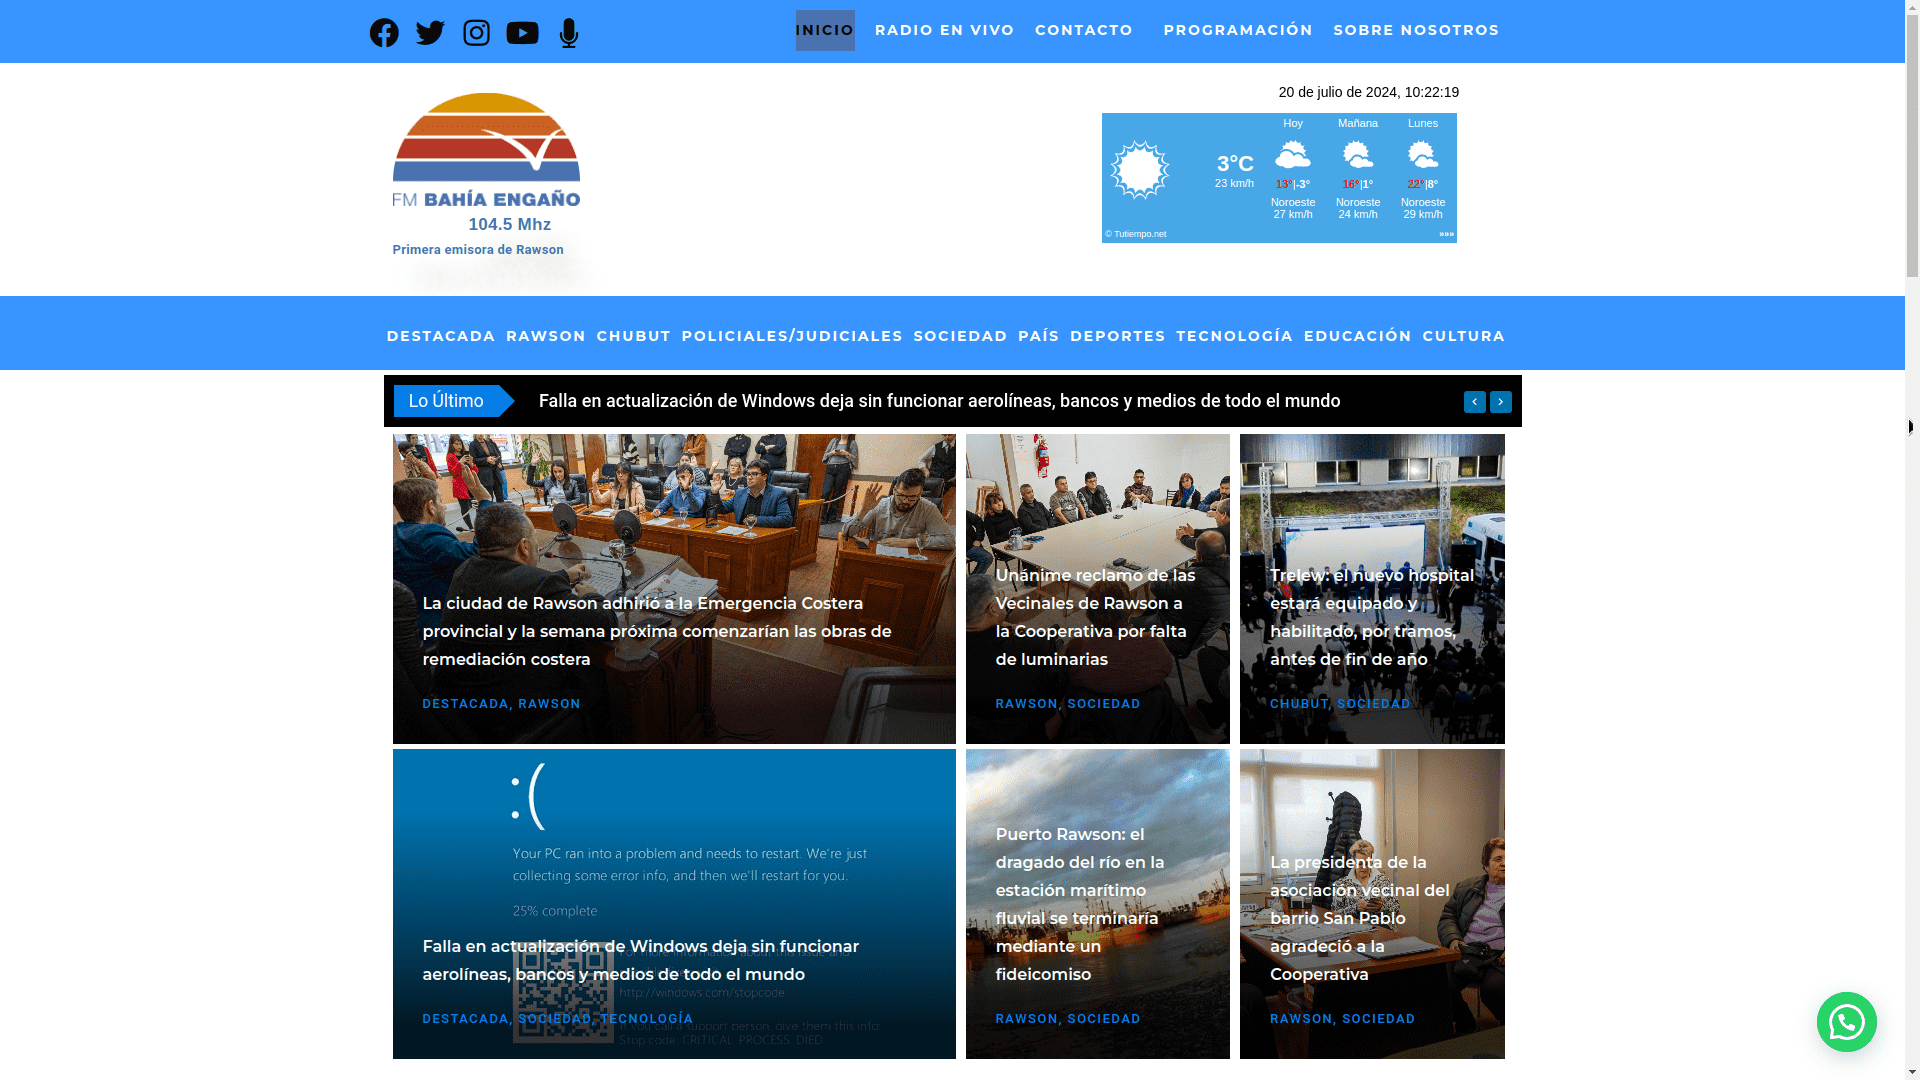 INICIO RADIO EN VIVO CONTACTO PROGRAMACIÓN SOBRE NOSOTROS
FM BAHÍA ENGAÑO
104.5 Mhz
Primera emisora de Rawson
20 de julio de 2024, 10:22:19
Hoy Mañana Lunes
3°C
23 km/h
13°|-3° 16°|1° 22°|8°
Noroeste Noroeste Noroeste
27 km/h 24 km/h 29 km/h
© Tutiempo.net »»»
DESTACADA RAWSON CHUBUT POLICIALES/JUDICIALES SOCIEDAD PAÍS DEPORTES TECNOLOGÍA EDUCACIÓN CULTURA
Lo Último
Falla en actualización de Windows deja sin funcionar aerolíneas, bancos y medios de todo el mundo
La ciudad de Rawson adhirió a la Emergencia Costera
provincial y la semana próxima comenzarían las obras de
remediación costera
DESTACADA, RAWSON
Unánime reclamo de las
Vecinales de Rawson a
la Cooperativa por falta
de luminarias
RAWSON, SOCIEDAD
Trelew: el nuevo hospital
estará equipado y
habilitado, por tramos,
antes de fin de año
CHUBUT, SOCIEDAD
:(
Your PC ran into a problem and needs to restart. We're just
collecting some error info, and then we'll restart for you.
25% complete
For more information about this issue and
Falla en actualización de Windows deja sin funcionar
aerolíneas, bancos y medios de todo el mundo
http://windows.com/stopcode
DESTACADA, SOCIEDAD, TECNOLOGÍA
If you call a support person, give them this info:
Stop code: CRITICAL_PROCESS_DIED
Puerto Rawson: el
dragado del río en la
estación marítimo
fluvial se terminaría
mediante un
fideicomiso
RAWSON, SOCIEDAD
La presidenta de la
asociación vecinal del
barrio San Pablo
agradeció a la
Cooperativa
RAWSON, SOCIEDAD